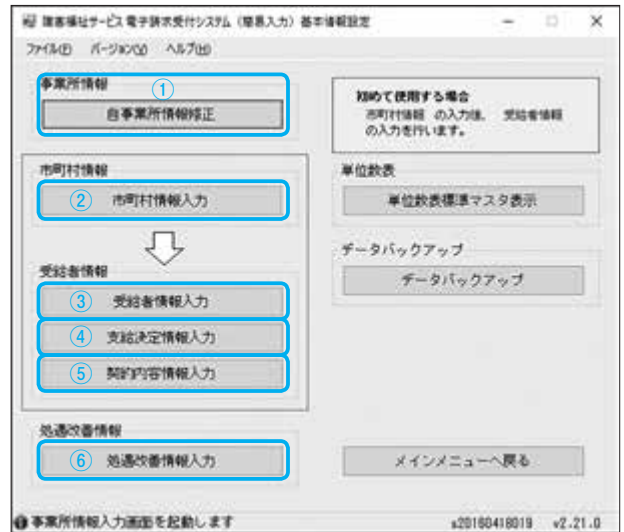 障害福祉サービス 電子請求受付システム (簡易入力) 基本情報設定
ファイル(F) バージョン(V) ヘルプ(H)
事業所情報
①
自事業所情報修正
初めて使用する場合
市町村情報 の入力後、 受給者情報
の入力を行います。
市町村情報
② 市町村情報入力
単位数表
単位数表標準マスタ表示
データバックアップ
データバックアップ
受給者情報
③ 受給者情報入力
④ 支給決定情報入力
⑤ 契約内容情報入力
処遇改善情報
⑥ 処遇改善情報入力
メインメニューへ戻る
事業所情報入力画面を起動します s20160418019 v2.21.0